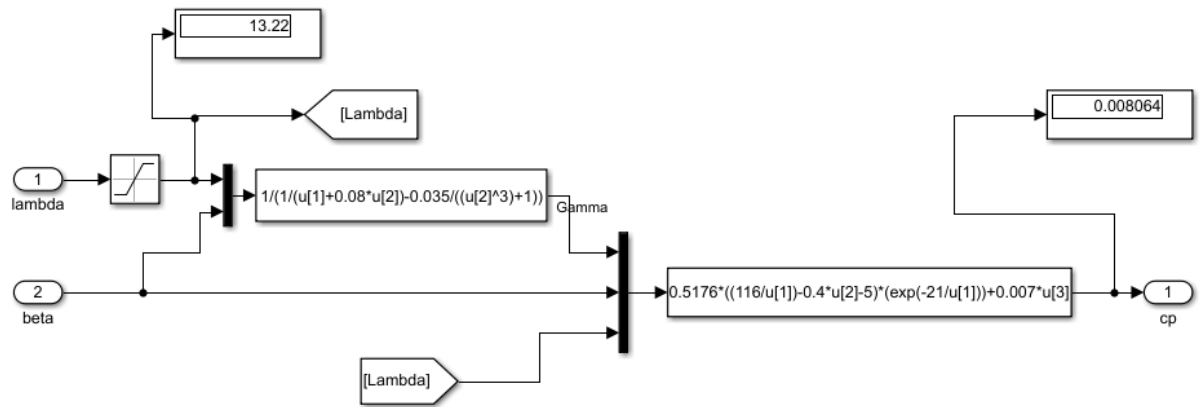 13.22
[Lambda]
0.008064
1
lambda
1/(1/(u[1]+0.08*u[2])-0.035/((u[2]^3)+1))
Gamma
2
beta
0.5176*((116/u[1])-0.4*u[2]-5)*(exp(-21/u[1]))+0.007*u[3]
1
cp
[Lambda]